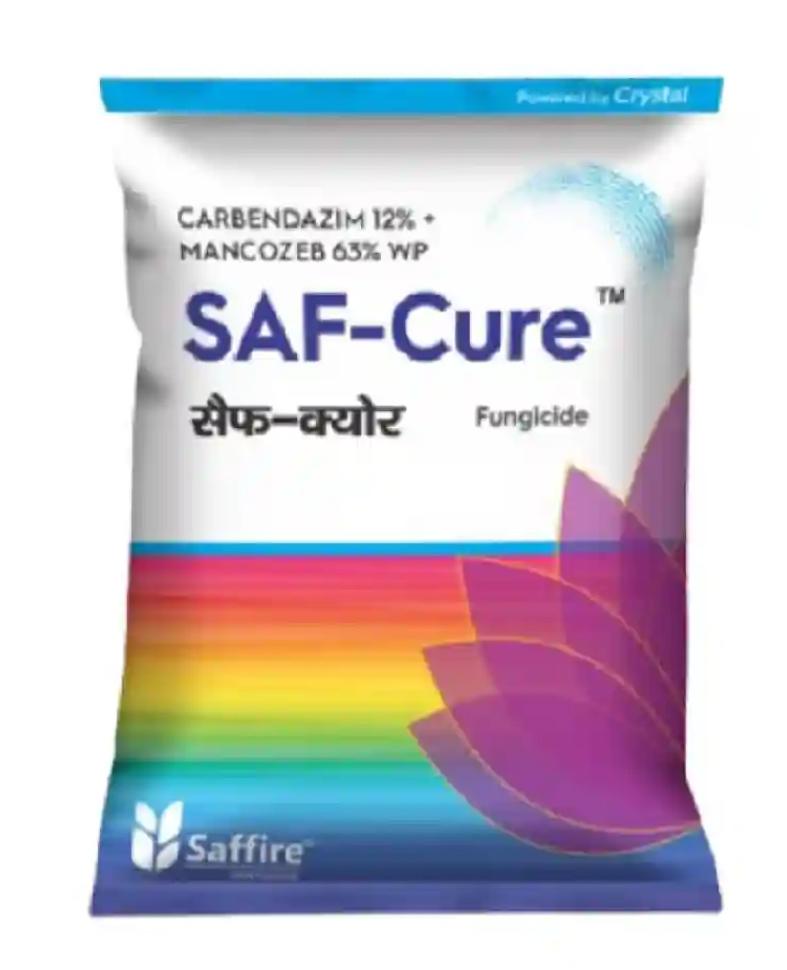 Powered by Crystal
CARBENDAZIM 12% +
MANCOZEB 63% WP
SAF-Cure™
सैफ-क्योर
Fungicide
Saffire